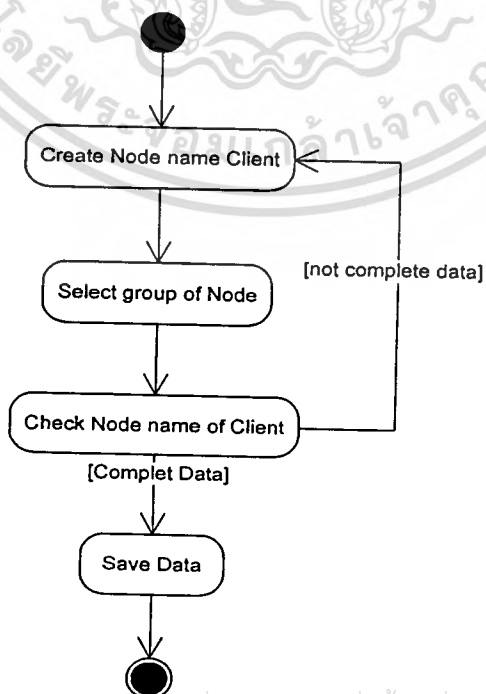 Create Node name Client
[not complete data]
Select group of Node
Check Node name of Client
[Complet Data]
Save Data